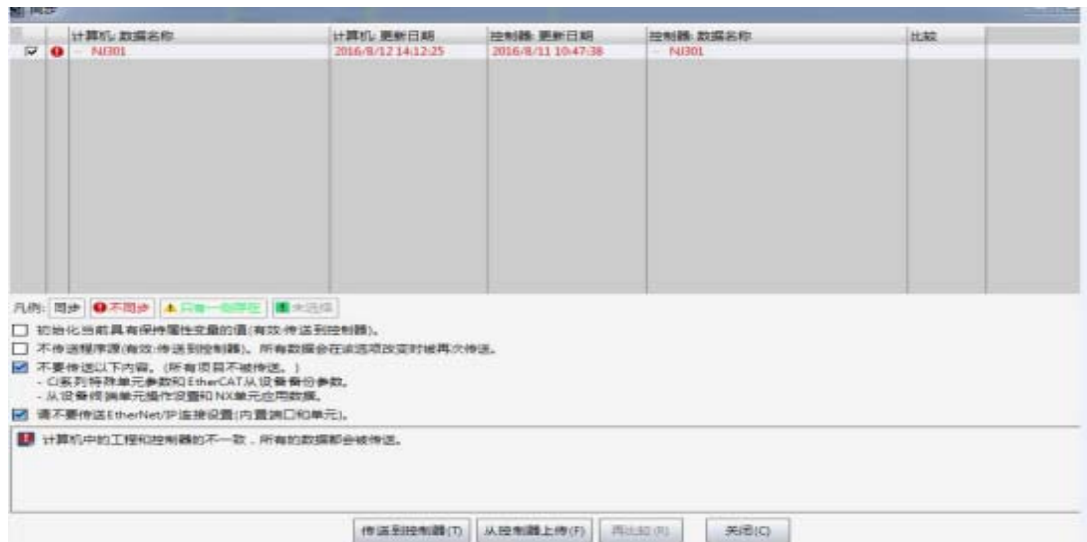 同步
计算机: 数据名称 计算机: 更新日期 控制器: 更新日期 控制器: 数据名称 比较
NJ301 2016/8/12 14:12:25 2016/8/11 10:47:38 NJ301
凡例: 同步 不同步 只有一份存在 未选择
初始化当前具有保持属性变量的值(有效:传送到控制器)。
不传送程序源(有效:传送到控制器)。所有数据会在该选项改变时被再次传送。
不要传送以下内容。(所有项目不被传送。)
- CJ系列特殊单元参数和EtherCAT从设备备份参数。
- 从设备终端单元操作设置和NX单元应用数据。
请不要传送EtherNet/IP连接设置(内置端口和单元)。
计算机中的工程和控制器的不一致，所有的数据都会被传送。
传送到控制器(T) 从控制器上传(F) 再比较(R) 关闭(C)